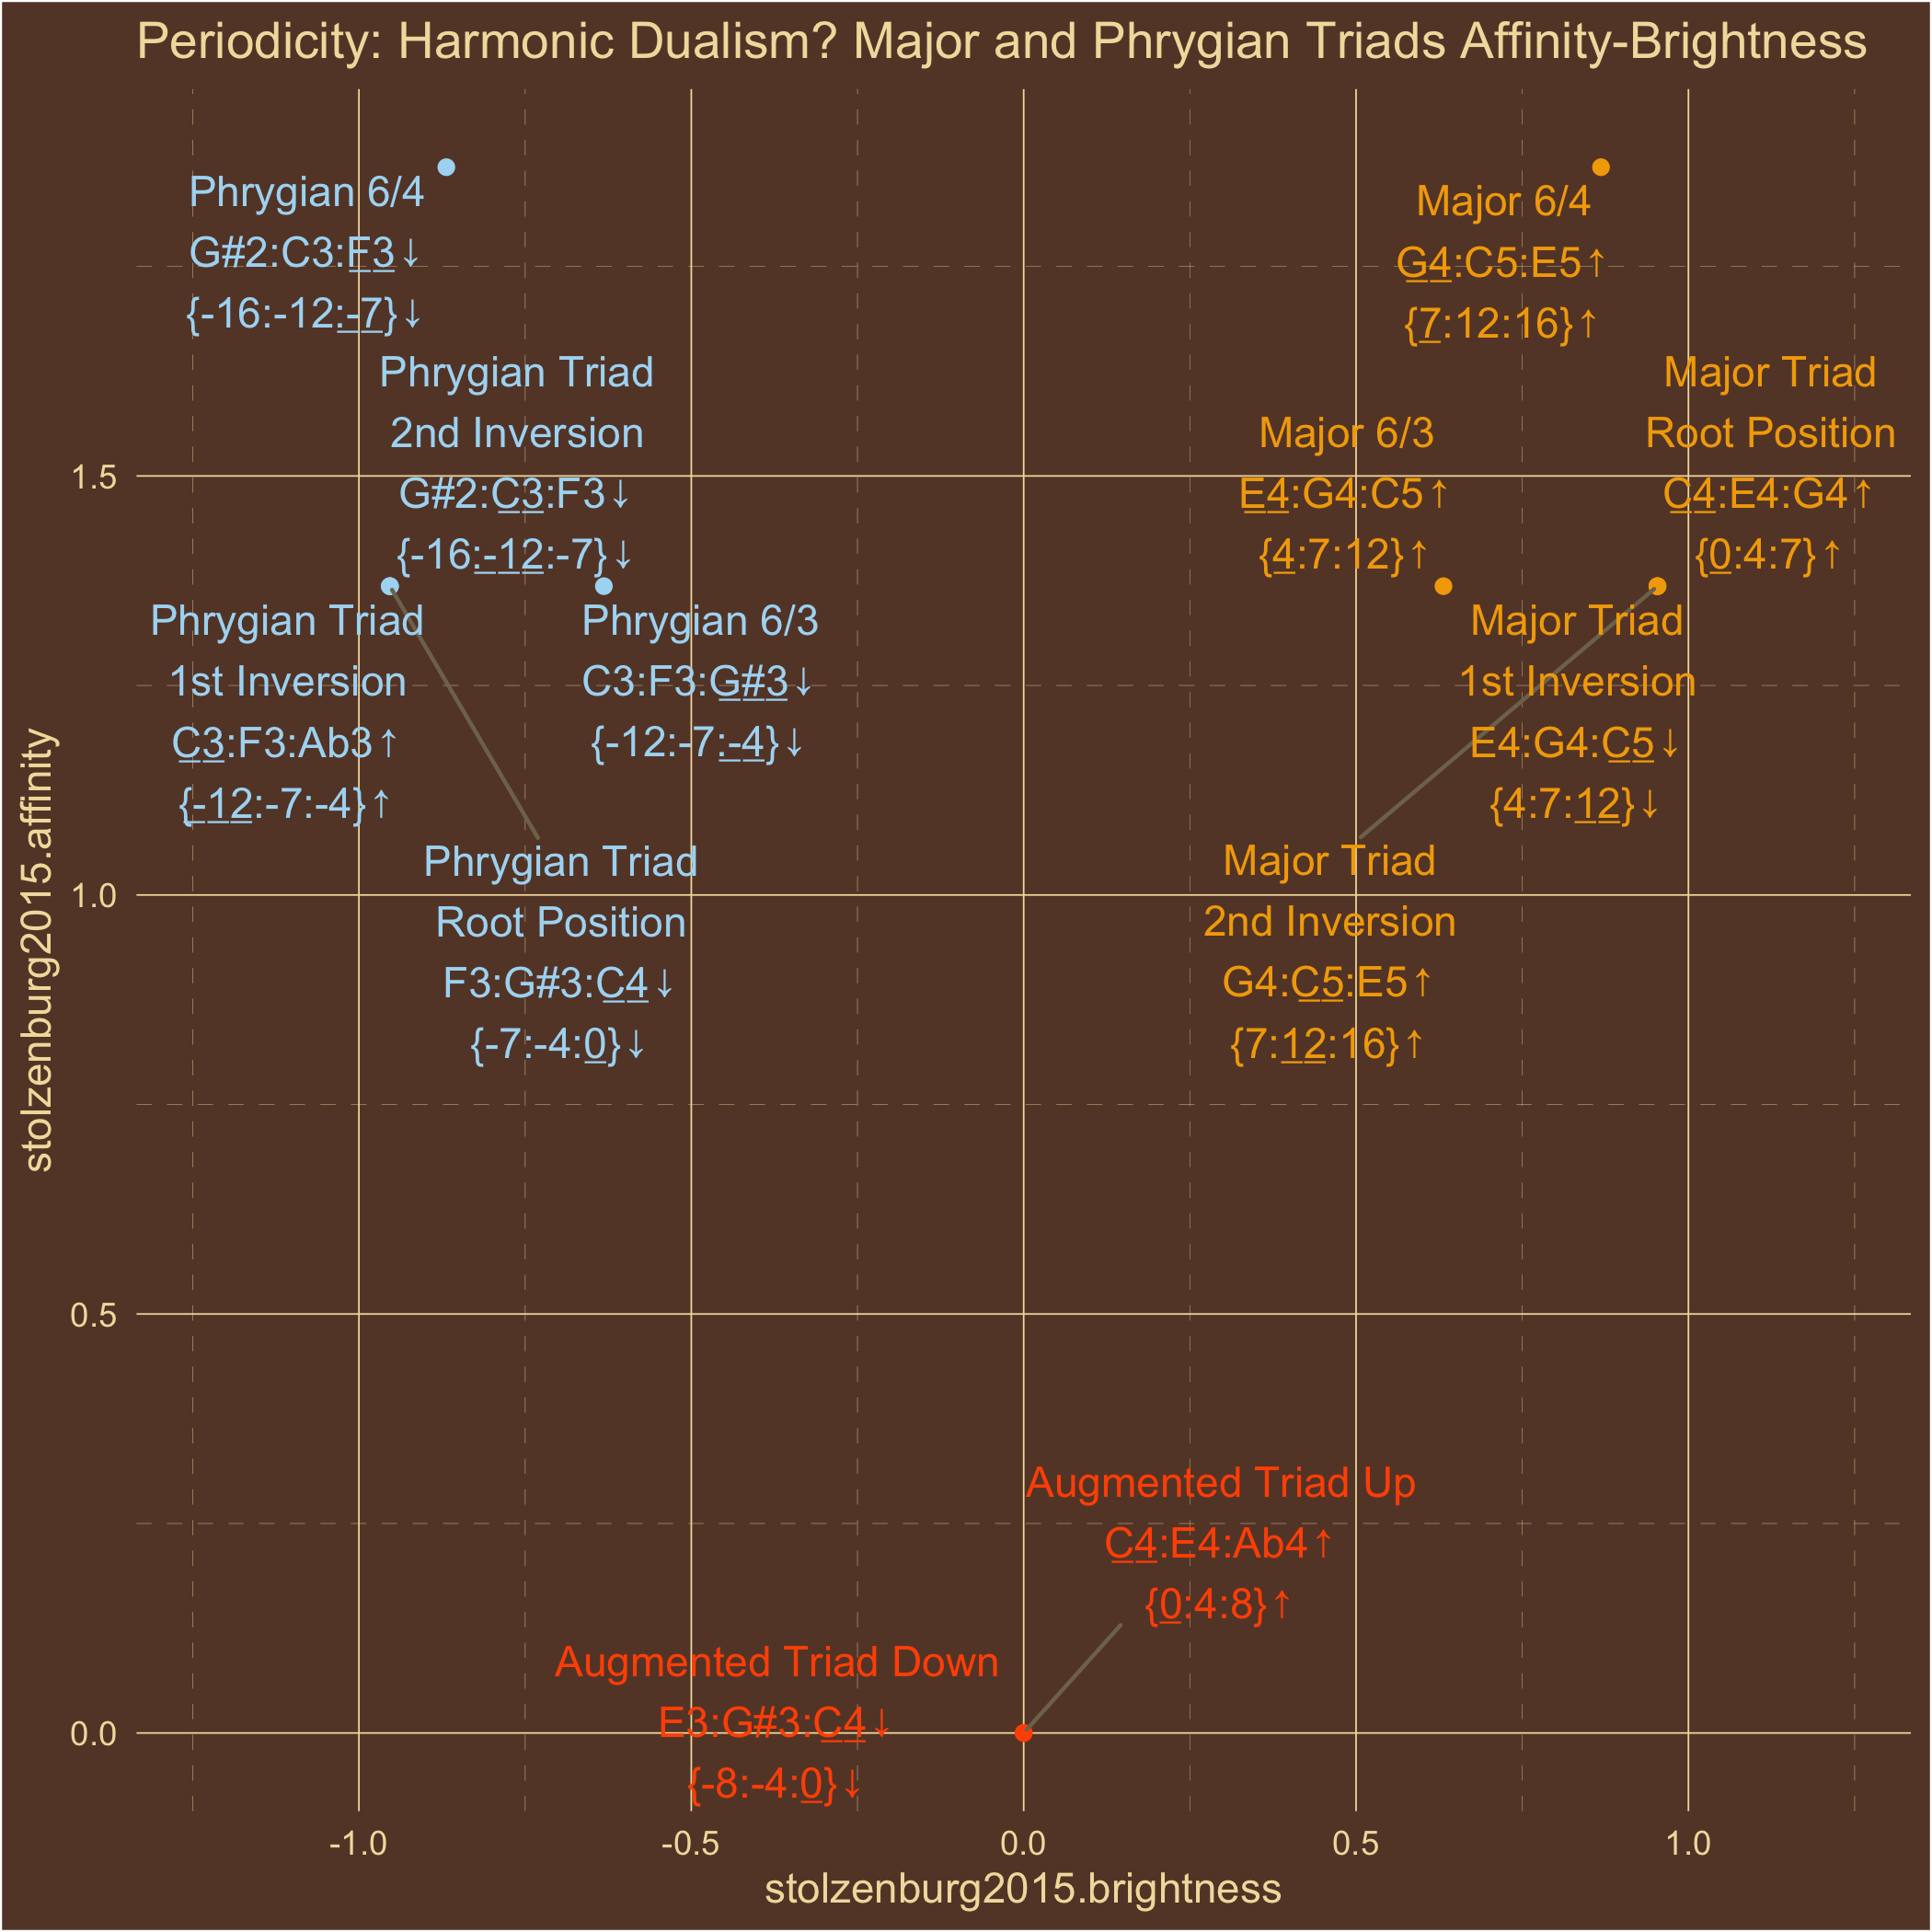 Periodicity: Harmonic Dualism? Major and Phrygian Triads Affinity-Brightness
Phrygian 6/4
G#2:C3:F3↓
{-16:-12:-7}↓
Major 6/4
G4:C5:E5↑
{7:12:16}↑
Phrygian Triad
2nd Inversion
G#2:C3:F3↓
{-16:-12:-7}↓
Major 6/3
E4:G4:C5↑
{4:7:12}↑
Major Triad
Root Position
C4:E4:G4↑
{0:4:7}↑
Phrygian Triad
1st Inversion
C3:F3:Ab3↑
{-12:-7:-4}↑
Phrygian 6/3
C3:F3:G#3↓
{-12:-7:-4}↓
Major Triad
1st Inversion
E4:G4:C5↓
{4:7:12}↓
Phrygian Triad
Root Position
F3:G#3:C4↓
{-7:-4:0}↓
Major Triad
2nd Inversion
G4:C5:E5↑
{7:12:16}↑
Augmented Triad Up
C4:E4:Ab4↑
{0:4:8}↑
Augmented Triad Down
E3:G#3:C4↓
{-8:-4:0}↓
1.5
1.0
0.5
0.0
stolzenburg2015.affinity
-1.0
-0.5
0.0
0.5
1.0
stolzenburg2015.brightness